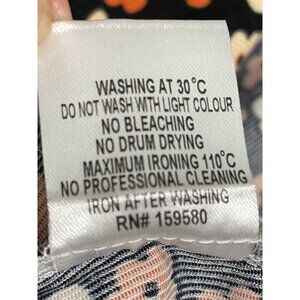 WASHING AT 30°C
DO NOT WASH WITH LIGHT COLOUR
NO BLEACHING
NO DRUM DRYING
MAXIMUM IRONING 110°C
NO PROFESSIONAL CLEANING
IRON AFTER WASHING
RN# 159580